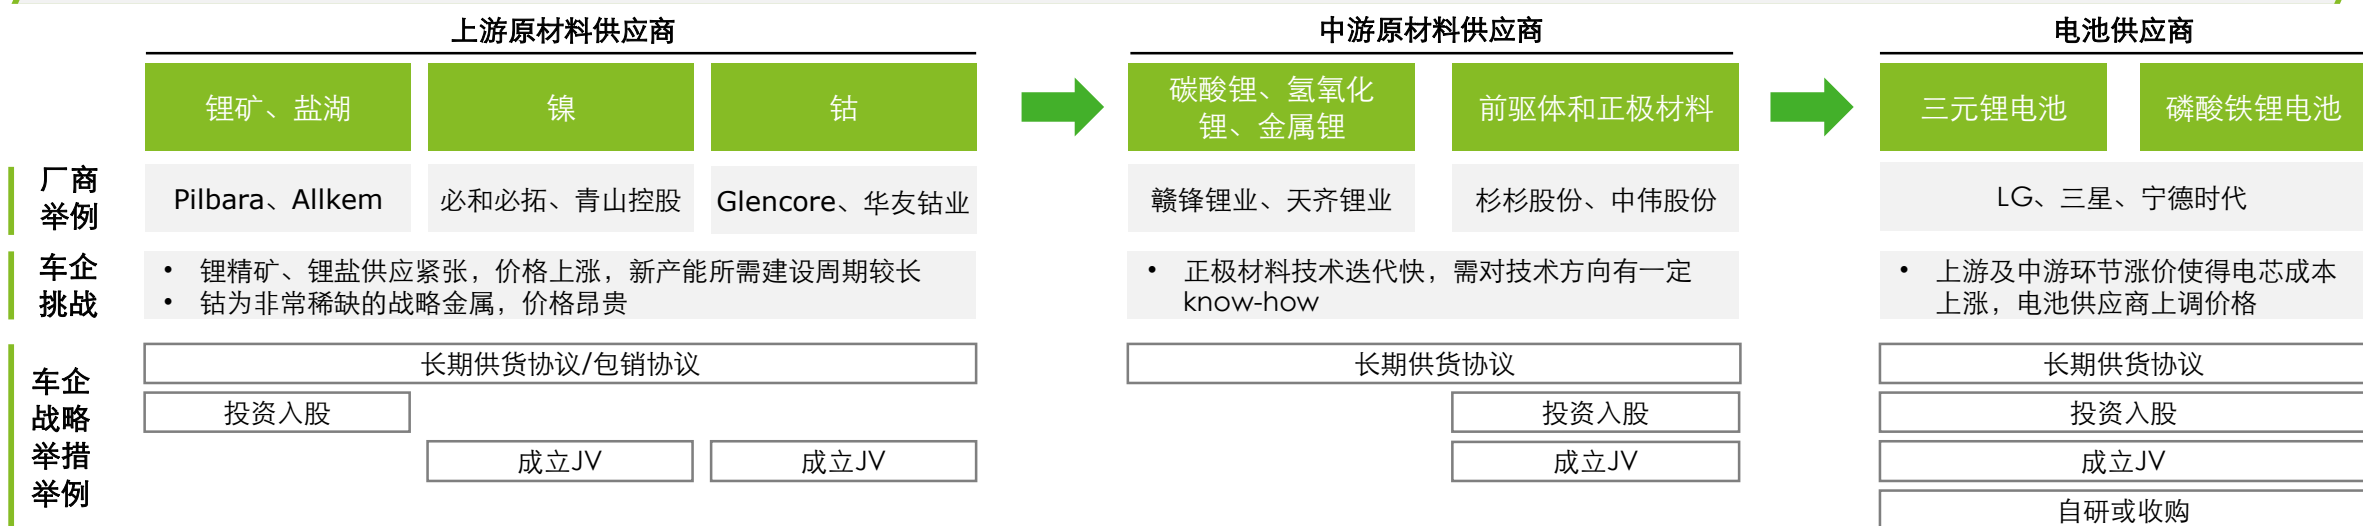 上游原材料供应商
中游原材料供应商
电池供应商
锂矿、盐湖
镍
钴
碳酸锂、氢氧化
锂、金属锂
前驱体和正极材料
三元锂电池
磷酸铁锂电池
厂商
举例
Pilbara、Allkem
必和必拓、青山控股
Glencore、华友钴业
赣锋锂业、天齐锂业
杉杉股份、中伟股份
LG、三星、宁德时代
车企
挑战
• 锂精矿、锂盐供应紧张，价格上涨，新产能所需建设周期较长
• 钴为非常稀缺的战略金属，价格昂贵
• 正极材料技术迭代快，需对技术方向有一定
know-how
• 上游及中游环节涨价使得电芯成本
上涨，电池供应商上调价格
车企
战略
举措
举例
长期供货协议/包销协议
长期供货协议
长期供货协议
投资入股
投资入股
投资入股
成立JV
成立JV
成立JV
成立JV
自研或收购